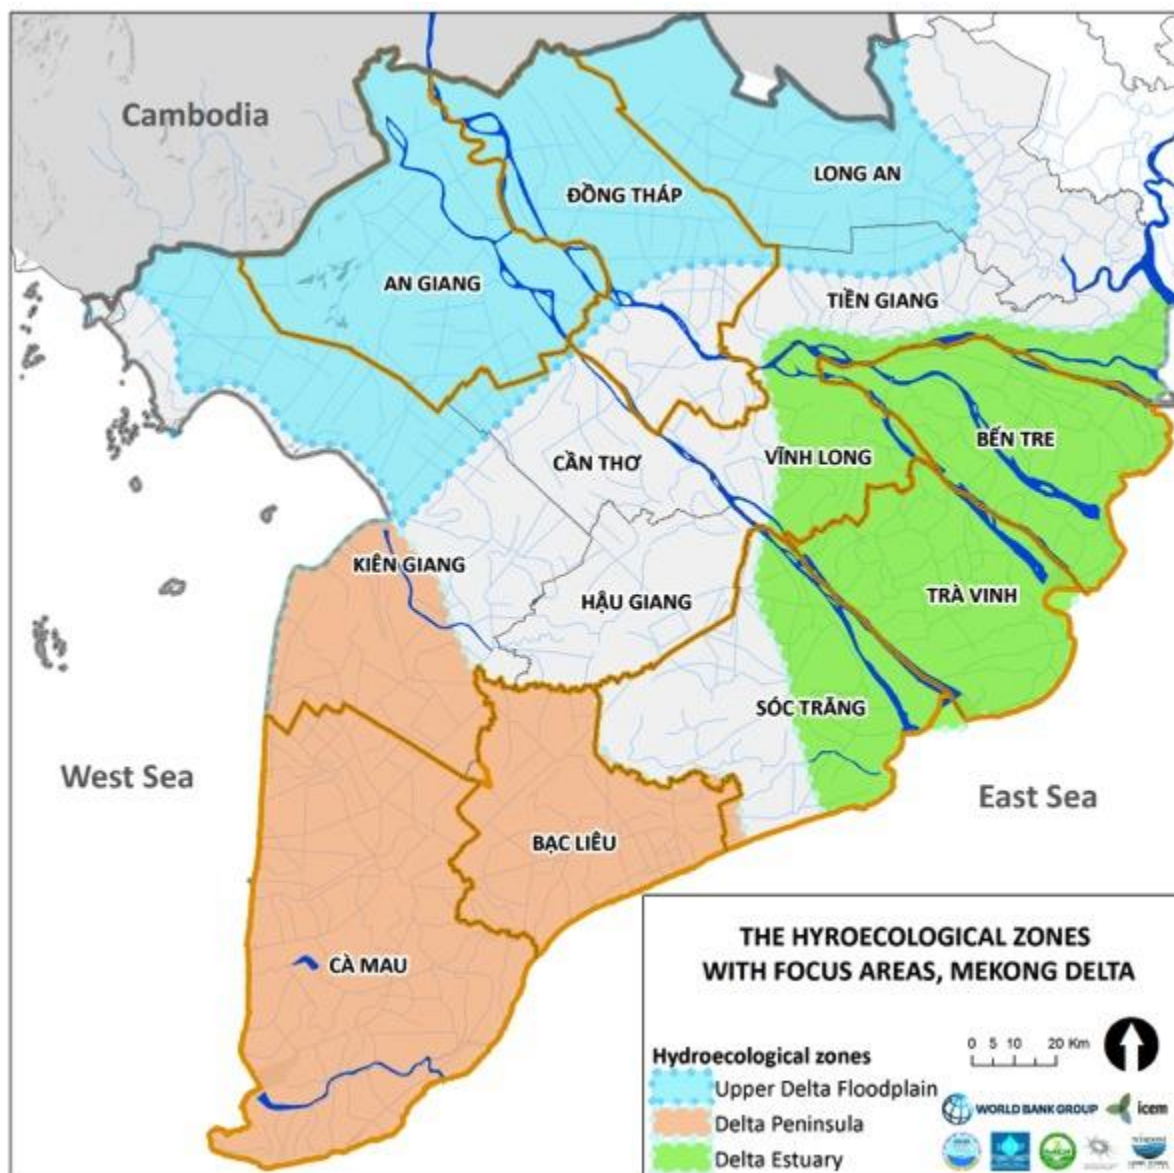 Cambodia
LONG AN
ĐỒNG THÁP
AN GIANG
TIỀN GIANG
BẾN TRE
CẦN THƠ
VĨNH LONG
KIÊN GIANG
HẬU GIANG
TRÀ VINH
SÓC TRĂNG
West Sea
East Sea
BẠC LIÊU
CÀ MAU
THE HYROECOLOGICAL ZONES
WITH FOCUS AREAS, MEKONG DELTA
0 5 10 20 Km
Hydroecological zones
Upper Delta Floodplain
Delta Peninsula
Delta Estuary
WORLD BANK GROUP
icem